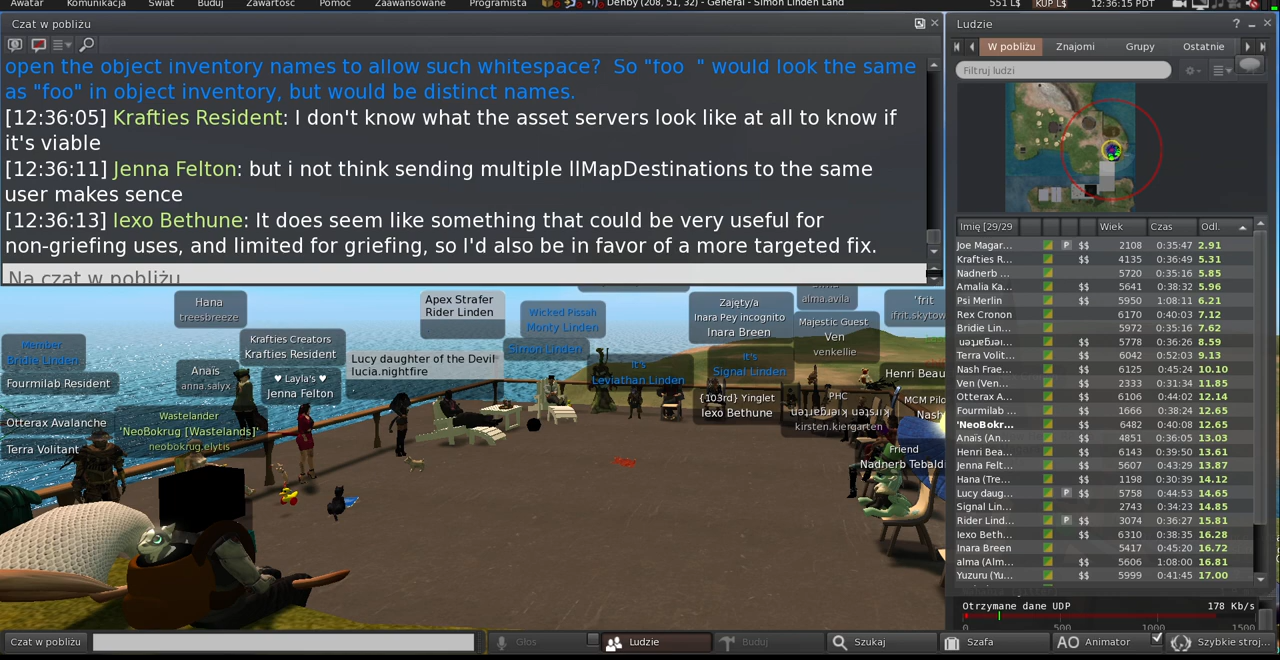 Awatar Komunikacja Świat Buduj Zawartość Pomoc Zaawansowane Programista Denby (208, 51, 32) - General - Simon Linden Land 551 L$ KUP L$ 12:36:15 PDT
Czat w pobliżu
open the object inventory names to allow such whitespace?  So "foo  " would look the same
as "foo" in object inventory, but would be distinct names.
[12:36:05] Krafties Resident: I don't know what the asset servers look like at all to know if
it's viable
[12:36:11] Jenna Felton: but i not think sending multiple llMapDestinations to the same
user makes sence
[12:36:13] Iexo Bethune: It does seem like something that could be very useful for
non-griefing uses, and limited for griefing, so I'd also be in favor of a more targeted fix.
Na czat w pobliżu
Hana
treesbreeze
Member
Bridie Linden
Fourmilab Resident
Otterax Avalanche
Terra Volitant
Anaïs
anna.salyx
Krafties Creators
Krafties Resident
♥ Layla's ♥
Jenna Felton
Wastelander
'NeoBokrug [Wastelands]'
neobokrug.elytis
Lucy daughter of the Devil
lucia.nightfire
Apex Strafer
Rider Linden
Wicked Pissah
Monty Linden
Simon Linden
It's
Leviathan Linden
Zajęty/a
Inara Pey incognito
Inara Breen
It's
Signal Linden
{103rd} Yinglet
Iexo Bethune
alma.avila
Majestic Guest
Ven
venkellie
PHC
kirsten.kiergarten
'frit
ifrit.skytow
Henri Beau
MCM Pilo
Nash
Friend
Nadnerb Tebald
Ludzie
W pobliżu Znajomi Grupy Ostatnie
Filtruj ludzi
Imię [29/29 Wiek Czas Odl.
Joe Magar... P $$ 2108 0:35:47 2.91
Krafties R... $$ 4135 0:36:49 5.31
Nadnerb ... 5720 0:35:16 5.85
Amalia Ka... $$ 5641 0:38:32 5.96
Psi Merlin $$ 5950 1:08:11 6.21
Rex Cronon 6170 0:40:03 7.12
Bridie Lin... 5972 0:35:16 7.62
$$ 5778 0:36:26 8.59
Terra Volit... $$ 6042 0:52:03 9.13
Nash Frae... $$ 6125 0:45:24 10.10
Ven (Ven... $$ 2333 0:31:34 11.85
Otterax A... $$ 6106 0:44:02 12.14
Fourmilab ... $$ 1666 0:38:24 12.65
'NeoBokr... $$ 6482 0:40:08 12.65
Anaïs (An... $$ 4851 0:36:05 13.03
Henri Bea... $$ 6143 0:50:39 13.61
Jenna Felt... $$ 5607 0:43:29 13.87
Hana (Tre... $$ 1198 0:30:39 14.12
Lucy daug... P $$ 5758 0:44:53 14.65
Signal Lin... 2743 0:34:23 14.85
Rider Lind... P $$ 3074 0:36:27 15.81
Iexo Beth... $$ 6310 0:38:35 16.28
Inara Breen 5417 0:45:20 16.72
alma (Alm... $$ 5606 1:08:00 16.81
Yuzuru (Yu... $$ 5999 0:41:45 17.00
Otrzymane dane UDP 178 Kb/s
0 500 1000 1500
Czat w pobliżu Głos Ludzie Buduj Szukaj Szafa AO Animator Szybkie stroj...